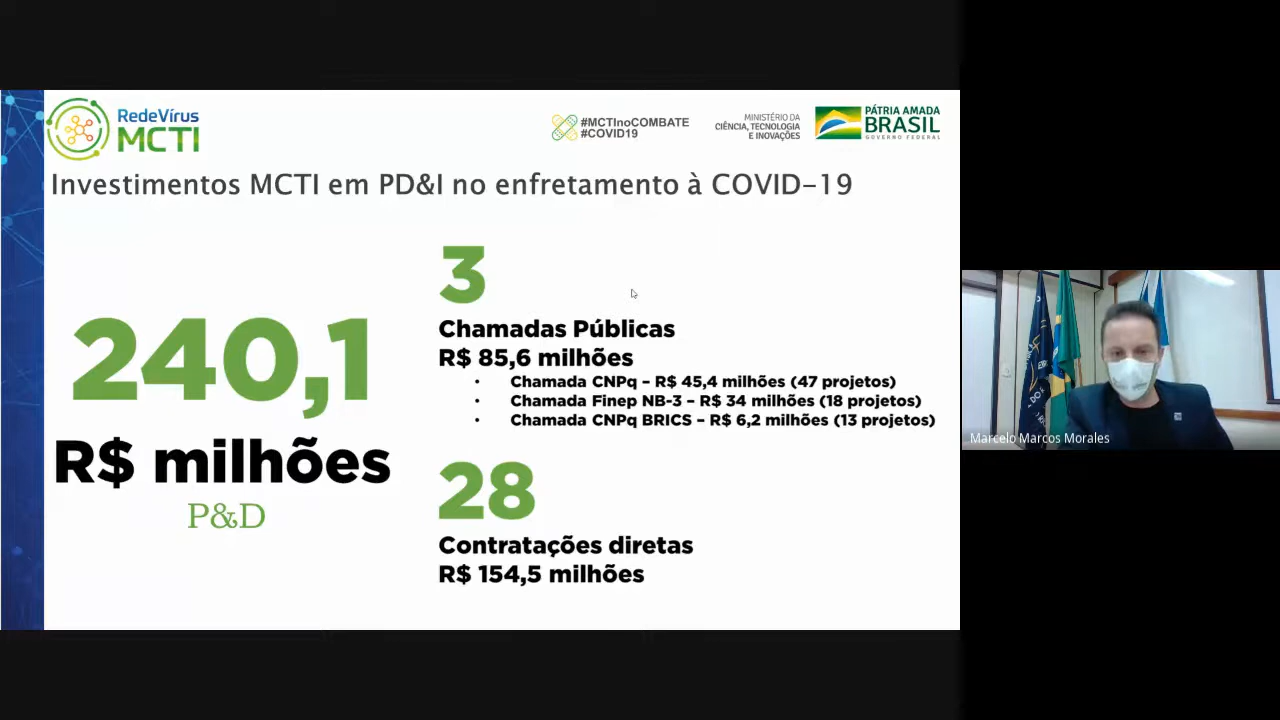 RedeVírus
MCTI
#MCTInoCOMBATE
#COVID19
MINISTÉRIO DA
CIÊNCIA, TECNOLOGIA
E INOVAÇÕES
PÁTRIA AMADA
BRASIL
GOVERNO FEDERAL
Investimentos MCTI em PD&I no enfretamento à COVID-19
240,1
R$ milhões
P&D
3
Chamadas Públicas
R$ 85,6 milhões
• Chamada CNPq – R$ 45,4 milhões (47 projetos)
• Chamada Finep NB-3 – R$ 34 milhões (18 projetos)
• Chamada CNPq BRICS – R$ 6,2 milhões (13 projetos)
28
Contratações diretas
R$ 154,5 milhões
Marcelo Marcos Morales